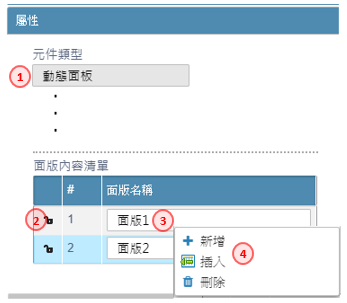 屬性
元件類型
1 動態面板
面版內容清單
# 面版名稱
2 1 面版1 3
2 面版2
新增
插入 4
刪除